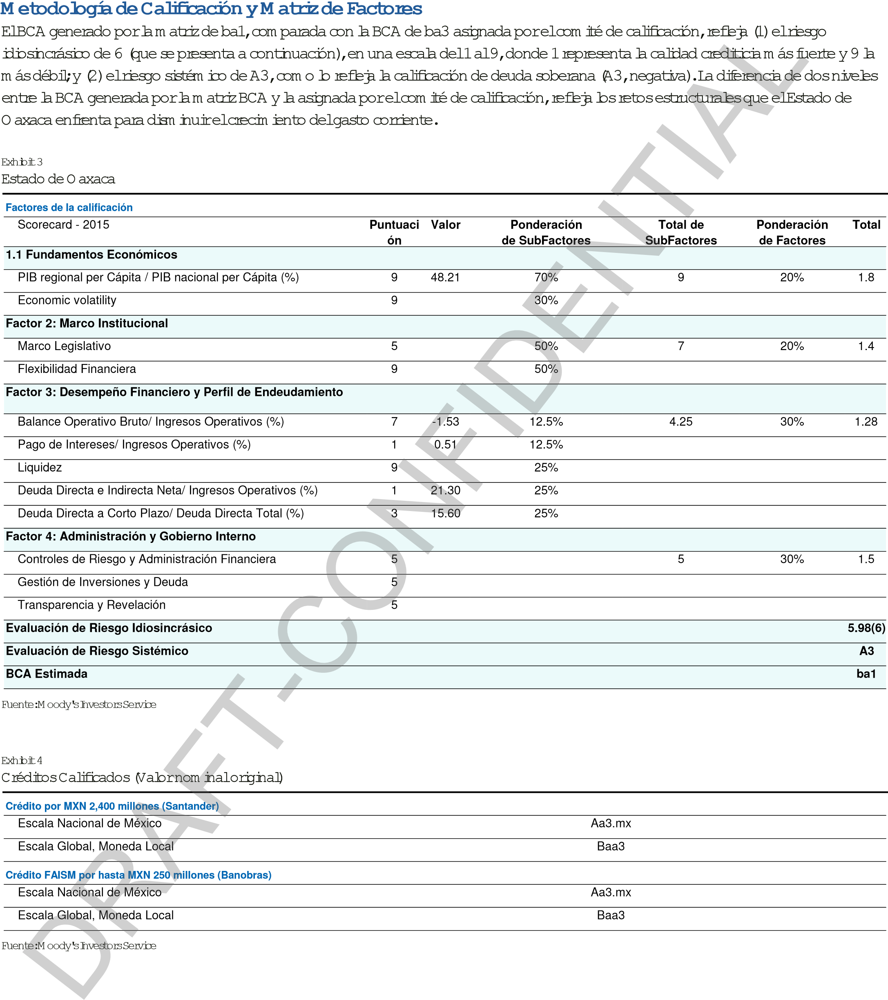 Metodología de Calificación y Matriz de Factores
El BCA generado por la matriz de ba1, comparada con la BCA de ba3 asignada por el comité de calificación, refleja (1) el riesgo
idiosincrásico de 6 (que se presenta a continuación), en una escala del 1 al 9, donde 1 representa la calidad crediticia más fuerte y 9 la
más débil; y (2) el riesgo sistémico de A3, como lo refleja la calificación de deuda soberana (A3, negativa). La diferencia de dos niveles
entre la BCA generada por la matriz BCA y la asignada por el comité de calificación, refleja los retos estructurales que el Estado de
Oaxaca enfrenta para disminuir el crecimiento del gasto corriente.
Exhibit 3
Estado de Oaxaca
Factores de la calificación
Scorecard - 2015 Puntuaci Valor Ponderación Total de Ponderación Total
ón de SubFactores SubFactores de Factores
1.1 Fundamentos Económicos
PIB regional per Cápita / PIB nacional per Cápita (%) 9 48.21 70% 9 20% 1.8
Economic volatility 9 30%
Factor 2: Marco Institucional
Marco Legislativo 5 50% 7 20% 1.4
Flexibilidad Financiera 9 50%
Factor 3: Desempeño Financiero y Perfil de Endeudamiento
Balance Operativo Bruto/ Ingresos Operativos (%) 7 -1.53 12.5% 4.25 30% 1.28
Pago de Intereses/ Ingresos Operativos (%) 1 0.51 12.5%
Liquidez 9 25%
Deuda Directa e Indirecta Neta/ Ingresos Operativos (%) 1 21.30 25%
Deuda Directa a Corto Plazo/ Deuda Directa Total (%) 3 15.60 25%
Factor 4: Administración y Gobierno Interno
Controles de Riesgo y Administración Financiera 5 5 30% 1.5
Gestión de Inversiones y Deuda 5
Transparencia y Revelación 5
Evaluación de Riesgo Idiosincrásico 5.98(6)
Evaluación de Riesgo Sistémico A3
BCA Estimada ba1
Fuente: Moody's Investors Service
Exhibit 4
Créditos Calificados (Valor nominal original)
Crédito por MXN 2,400 millones (Santander)
Escala Nacional de México Aa3.mx
Escala Global, Moneda Local Baa3
Crédito FAISM por hasta MXN 250 millones (Banobras)
Escala Nacional de México Aa3.mx
Escala Global, Moneda Local Baa3
Fuente: Moody's Investors Service
DRAFT-CONFIDENTIAL